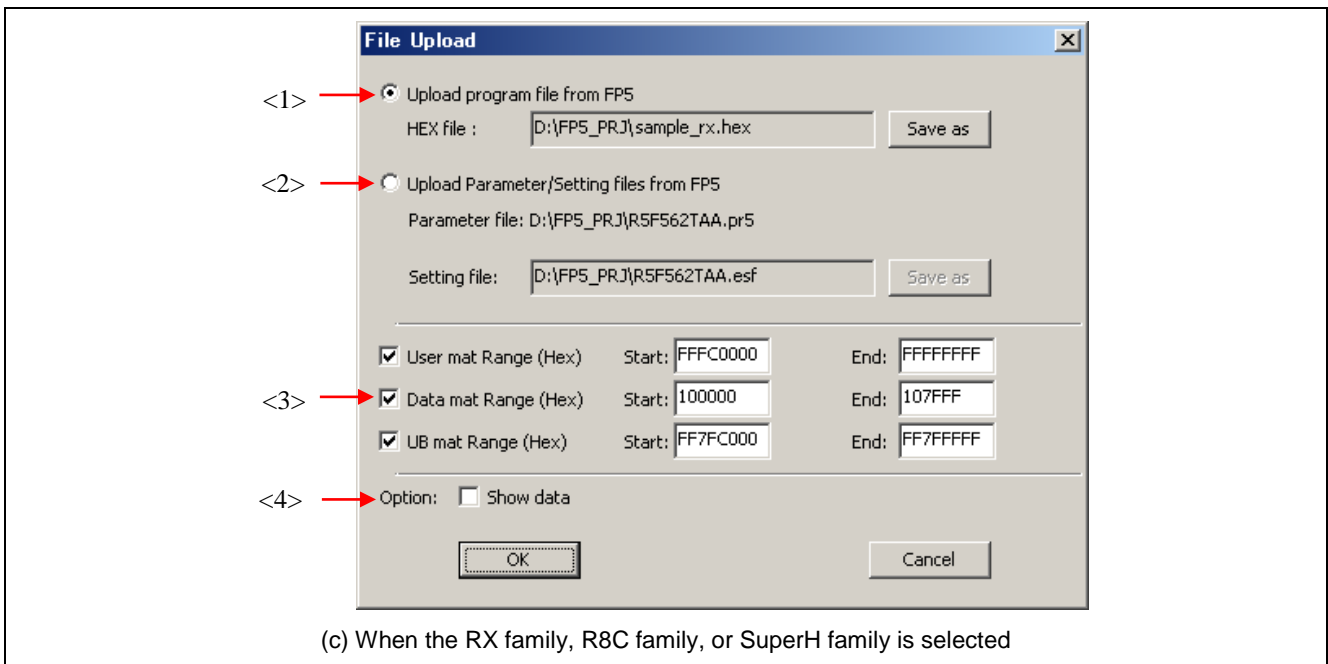 File Upload
<1> Upload program file from FP5
HEX file : D:\FP5_PRJ\sample_rx.hex Save as
<2> Upload Parameter/Setting files from FP5
Parameter file: D:\FP5_PRJ\R5F562TAA.pr5
Setting file: D:\FP5_PRJ\R5F562TAA.esf Save as
User mat Range (Hex) Start: FFFC0000 End: FFFFFFFF
<3> Data mat Range (Hex) Start: 100000 End: 107FFF
UB mat Range (Hex) Start: FF7FC000 End: FF7FFFFF
<4> Option: Show data
OK Cancel
(c) When the RX family, R8C family, or SuperH family is selected